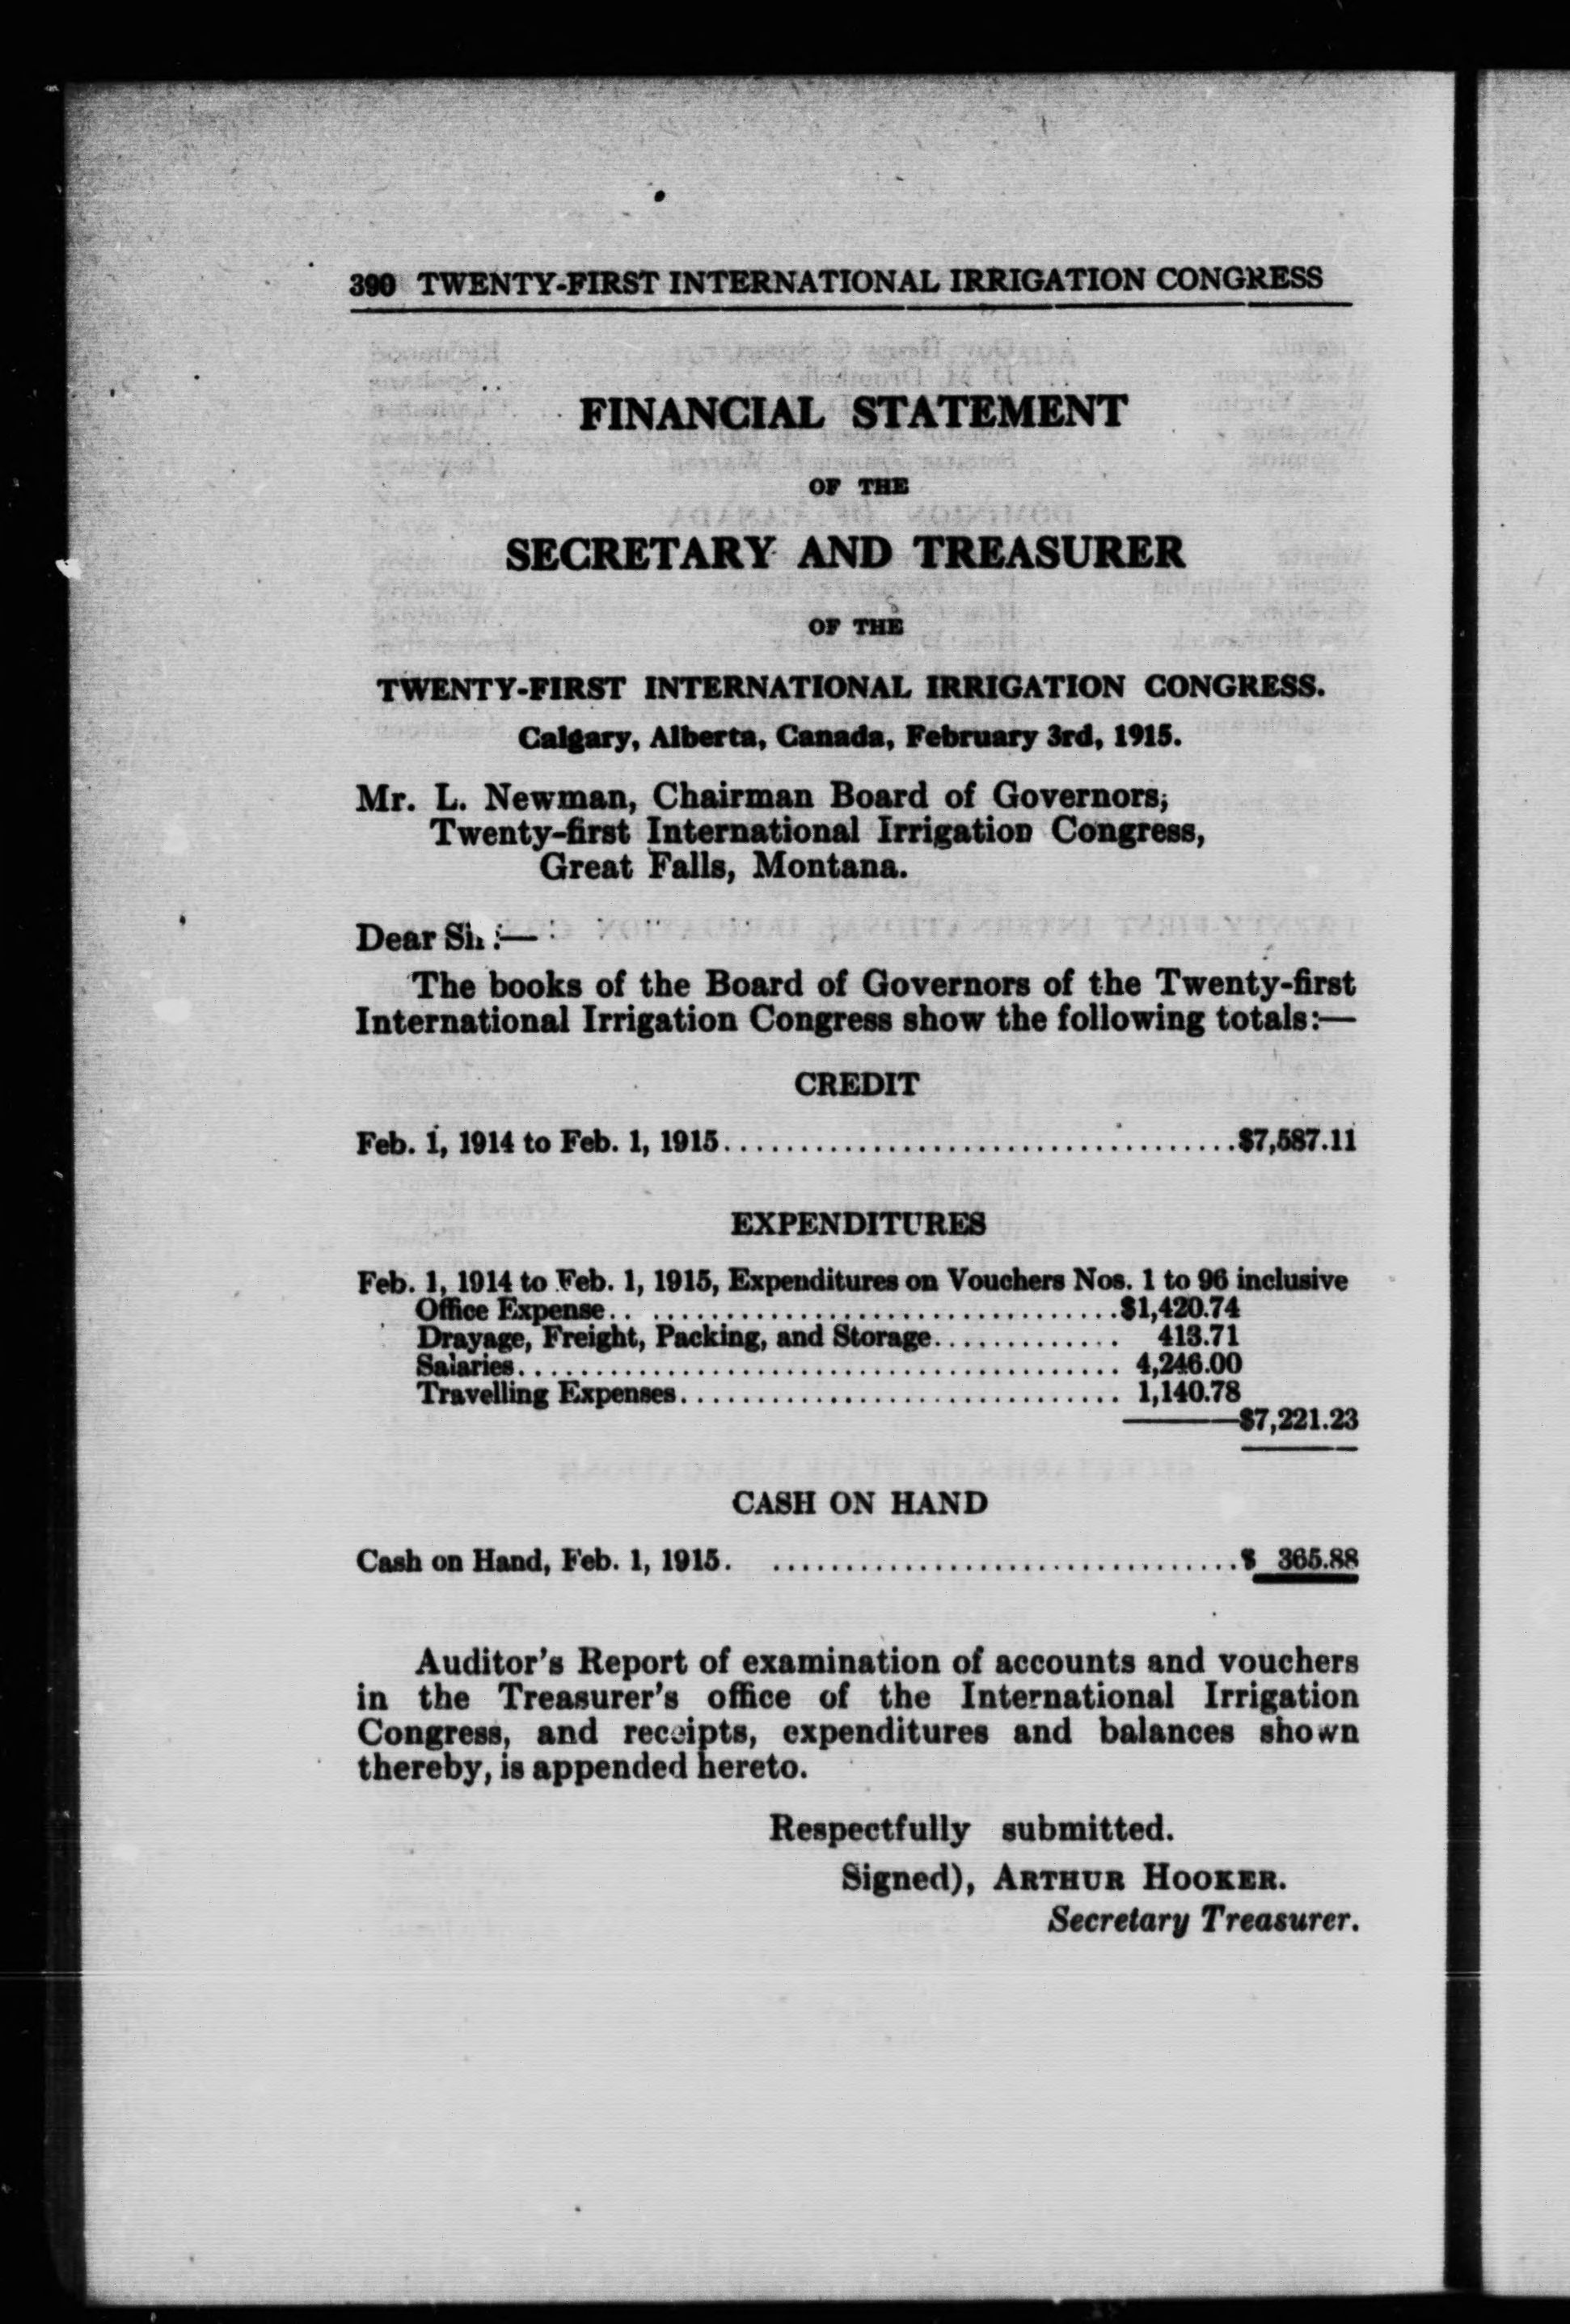 390 TWENTY-FIRST INTERNATIONAL IRRIGATION CONGRESS
FINANCIAL STATEMENT
OF THE
SECRETARY AND TREASURER
OF THE
TWENTY-FIRST INTERNATIONAL IRRIGATION CONGRESS.
Calgary, Alberta, Canada, February 3rd, 1915.
Mr. L. Newman, Chairman Board of Governors,
Twenty-first International Irrigation Congress,
Great Falls, Montana.
Dear Sir:—
The books of the Board of Governors of the Twenty-first
International Irrigation Congress show the following totals:—
CREDIT
Feb. 1, 1914 to Feb. 1, 1915....................................$7,587.11
EXPENDITURES
Feb. 1, 1914 to Feb. 1, 1915, Expenditures on Vouchers Nos. 1 to 96 inclusive
Office Expense.................................$1,420.74
Drayage, Freight, Packing, and Storage.............. 413.71
Salaries........................................ 4,246.00
Travelling Expenses.............................. 1,140.78
————$7,221.23
CASH ON HAND
Cash on Hand, Feb. 1, 1915. ................................$ 365.88
Auditor's Report of examination of accounts and vouchers
in the Treasurer's office of the International Irrigation
Congress, and receipts, expenditures and balances shown
thereby, is appended hereto.
Respectfully submitted.
Signed), ARTHUR HOOKER.
Secretary Treasurer.